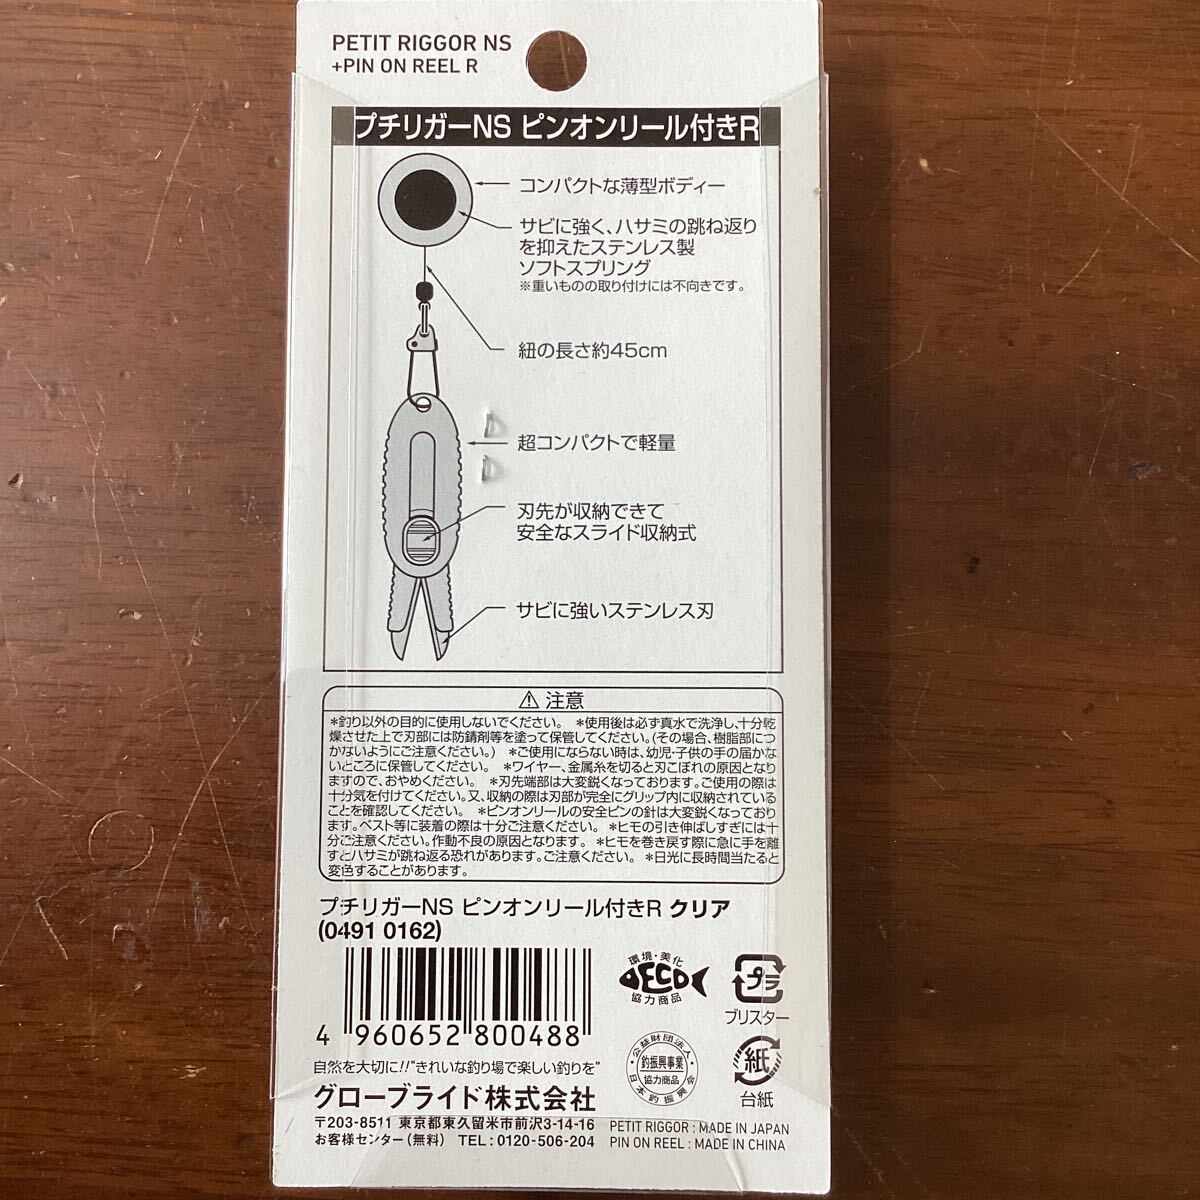 PETIT RIGGOR NS
+PIN ON REEL R
プチリガーNS ピンオンリール付きR
コンパクトな薄型ボディー
サビに強く、ハサミの跳ね返り
を抑えたステンレス製
ソフトスプリング
※重いものの取り付けには不向きです。
紐の長さ約45cm
超コンパクトで軽量
刃先が収納できて
安全なスライド収納式
サビに強いステンレス刃
⚠ 注意
*釣り以外の目的に使用しないでください。 *使用後は必ず真水で洗浄し、十分乾
燥させた上で刃部には防錆剤等を塗って保管してください。(その場合、樹脂部につ
かないようにご注意ください。) *ご使用にならない時は、幼児・子供の手の届かな
いところに保管してください。 *ワイヤー、金属糸を切ると刃こぼれの原因となり
ますので、おやめください。 *刃先端部は大変鋭くなっております。ご使用の際は
十分気を付けてください。又、収納の際は刃部が完全にグリップ内に収納されている
ことを確認してください。 *ピンオンリールの安全ピンの針は大変鋭くなっており
ます。ベスト等に装着の際は十分ご注意ください。 *ヒモの引き伸ばしすぎには十
分ご注意ください。作動不良の原因となります。 *ヒモを巻き戻す際に急に手を離
すとハサミが跳ね返る恐れがあります。ご注意ください。 *日光に長時間当たると
変色することがあります。
プチリガーNS ピンオンリール付きR クリア
(0491 0162)
4 960652 800488
環境・美化
ECO
協力商品
プラ
ブリスター
公益財団法人
釣振興事業
協力商品
日本釣振興会
紙
台紙
自然を大切に!!“きれいな釣り場で楽しい釣りを”
グローブライド株式会社
〒203-8511 東京都東久留米市前沢3-14-16
お客様センター(無料) TEL:0120-506-204
PETIT RIGGOR : MADE IN JAPAN
PIN ON REEL : MADE IN CHINA